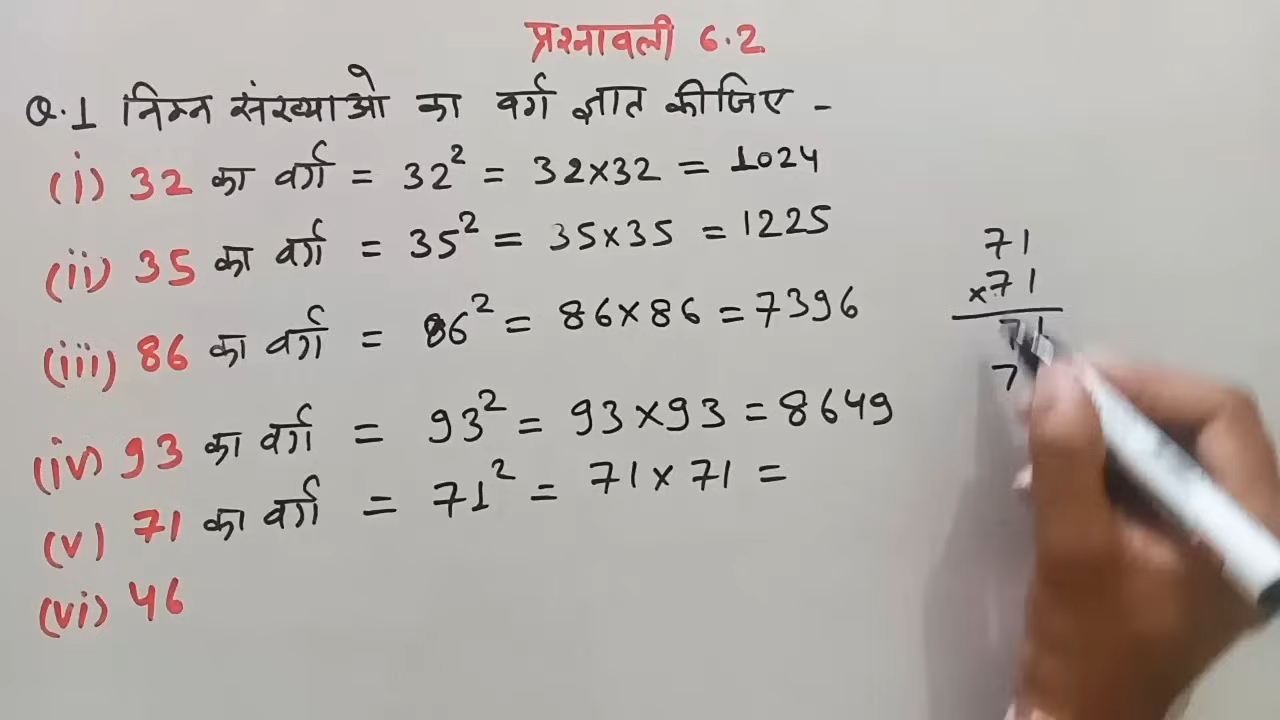 प्रश्नावली 6.2
Q.1 निम्न संख्याओ का वर्ग ज्ञात कीजिए -
(i) 32 का वर्ग = 32² = 32×32 = 1024
(ii) 35 का वर्ग = 35² = 35×35 = 1225
(iii) 86 का वर्ग = 86² = 86×86 = 7396
(iv) 93 का वर्ग = 93² = 93×93 = 8649
(v) 71 का वर्ग = 71² = 71×71 =
(vi) 46
71
×71
71
7